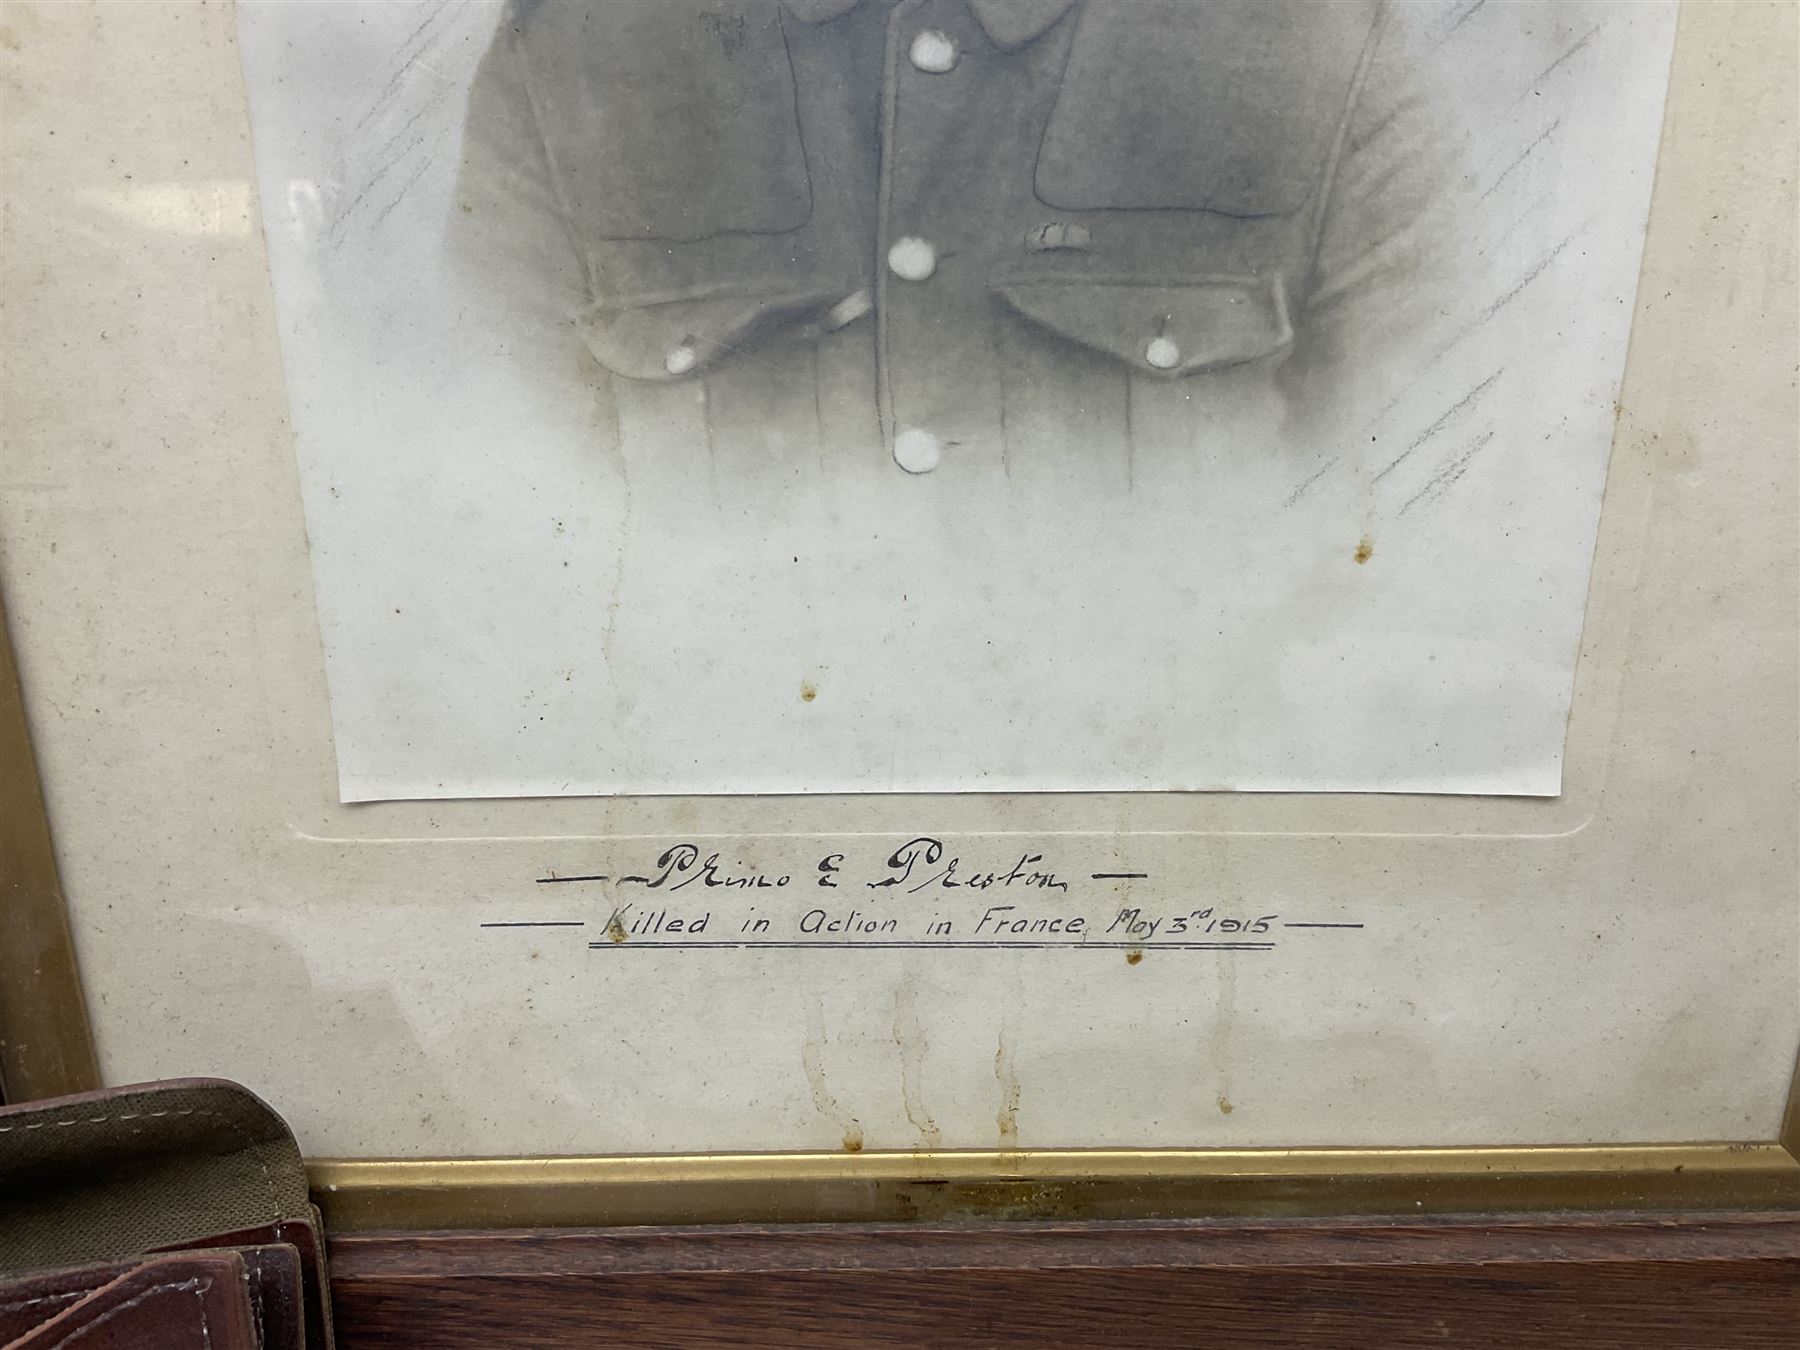 — Primo E Preston —
— Killed in Action in France, May 3rd. 1915 —